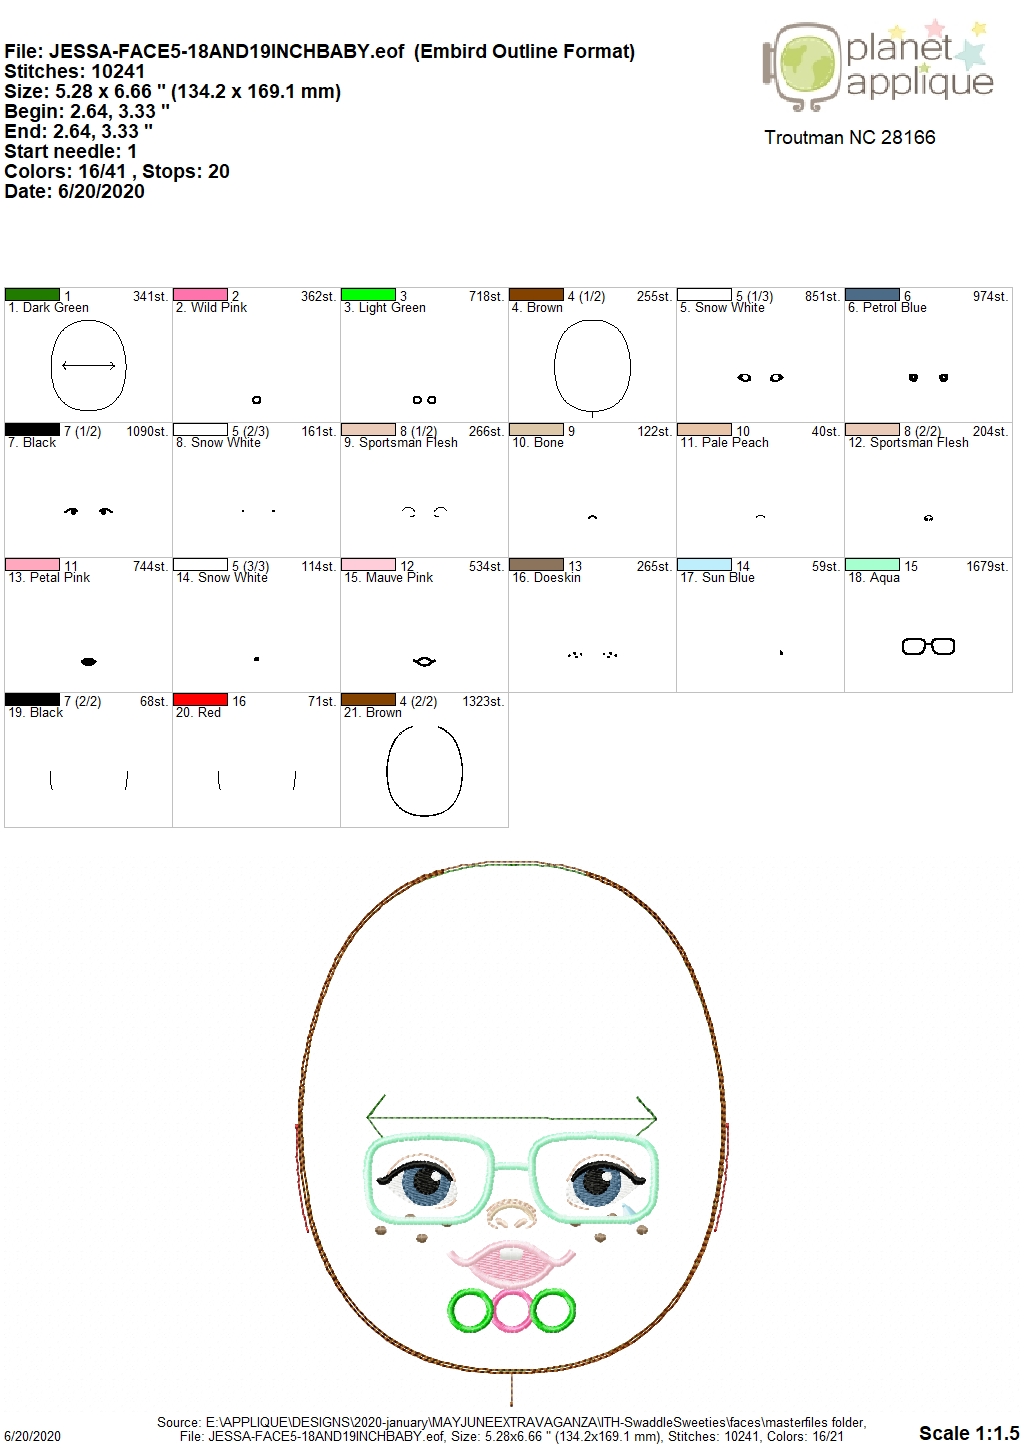 File: JESSA-FACE5-18AND19INCHBABY.eof (Embird Outline Format)
Stitches: 10241
Size: 5.28 x 6.66 " (134.2 x 169.1 mm)
Begin: 2.64, 3.33 "
End: 2.64, 3.33 "
Start needle: 1
Colors: 16/41 , Stops: 20
Date: 6/20/2020
planet
applique
Troutman NC 28166
1 341st. 2 362st. 3 718st. 4 (1/2) 255st. 5 (1/3) 851st. 6 974st.
1. Dark Green 2. Wild Pink 3. Light Green 4. Brown 5. Snow White 6. Petrol Blue
7 (1/2) 1090st. 5 (2/3) 161st. 8 (1/2) 266st. 9 122st. 10 40st. 8 (2/2) 204st.
7. Black 8. Snow White 9. Sportsman Flesh 10. Bone 11. Pale Peach 12. Sportsman Flesh
11 744st. 5 (3/3) 114st. 12 534st. 13 265st. 14 59st. 15 1679st.
13. Petal Pink 14. Snow White 15. Mauve Pink 16. Doeskin 17. Sun Blue 18. Aqua
7 (2/2) 68st. 16 71st. 4 (2/2) 1323st.
19. Black 20. Red 21. Brown
Source: E:\APPLIQUE\DESIGNS\2020-january\MAYJUNEEXTRAVAGANZA\ITH-SwaddleSweeties\faces\masterfiles folder,
6/20/2020 File: JESSA-FACE5-18AND19INCHBABY.eof, Size: 5.28x6.66 " (134.2x169.1 mm), Stitches: 10241, Colors: 16/21 Scale 1:1.5